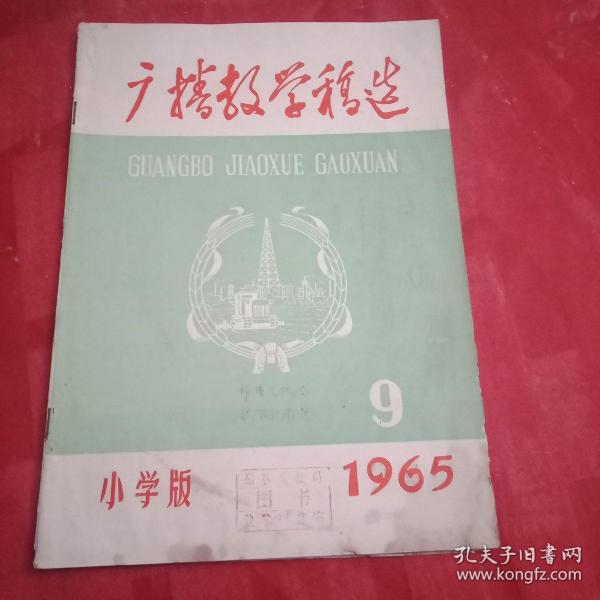 广播教学稿选
GUANGBO JIAOXUE GAOXUAN
9
小学版
1965
图书
孔夫子旧书网
www.kongfz.com